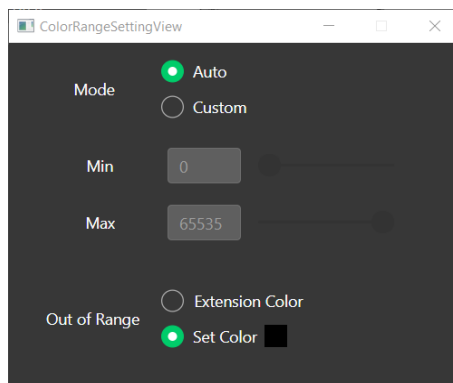 ColorRangeSettingView
Mode
Auto
Custom
Min
0
Max
65535
Out of Range
Extension Color
Set Color